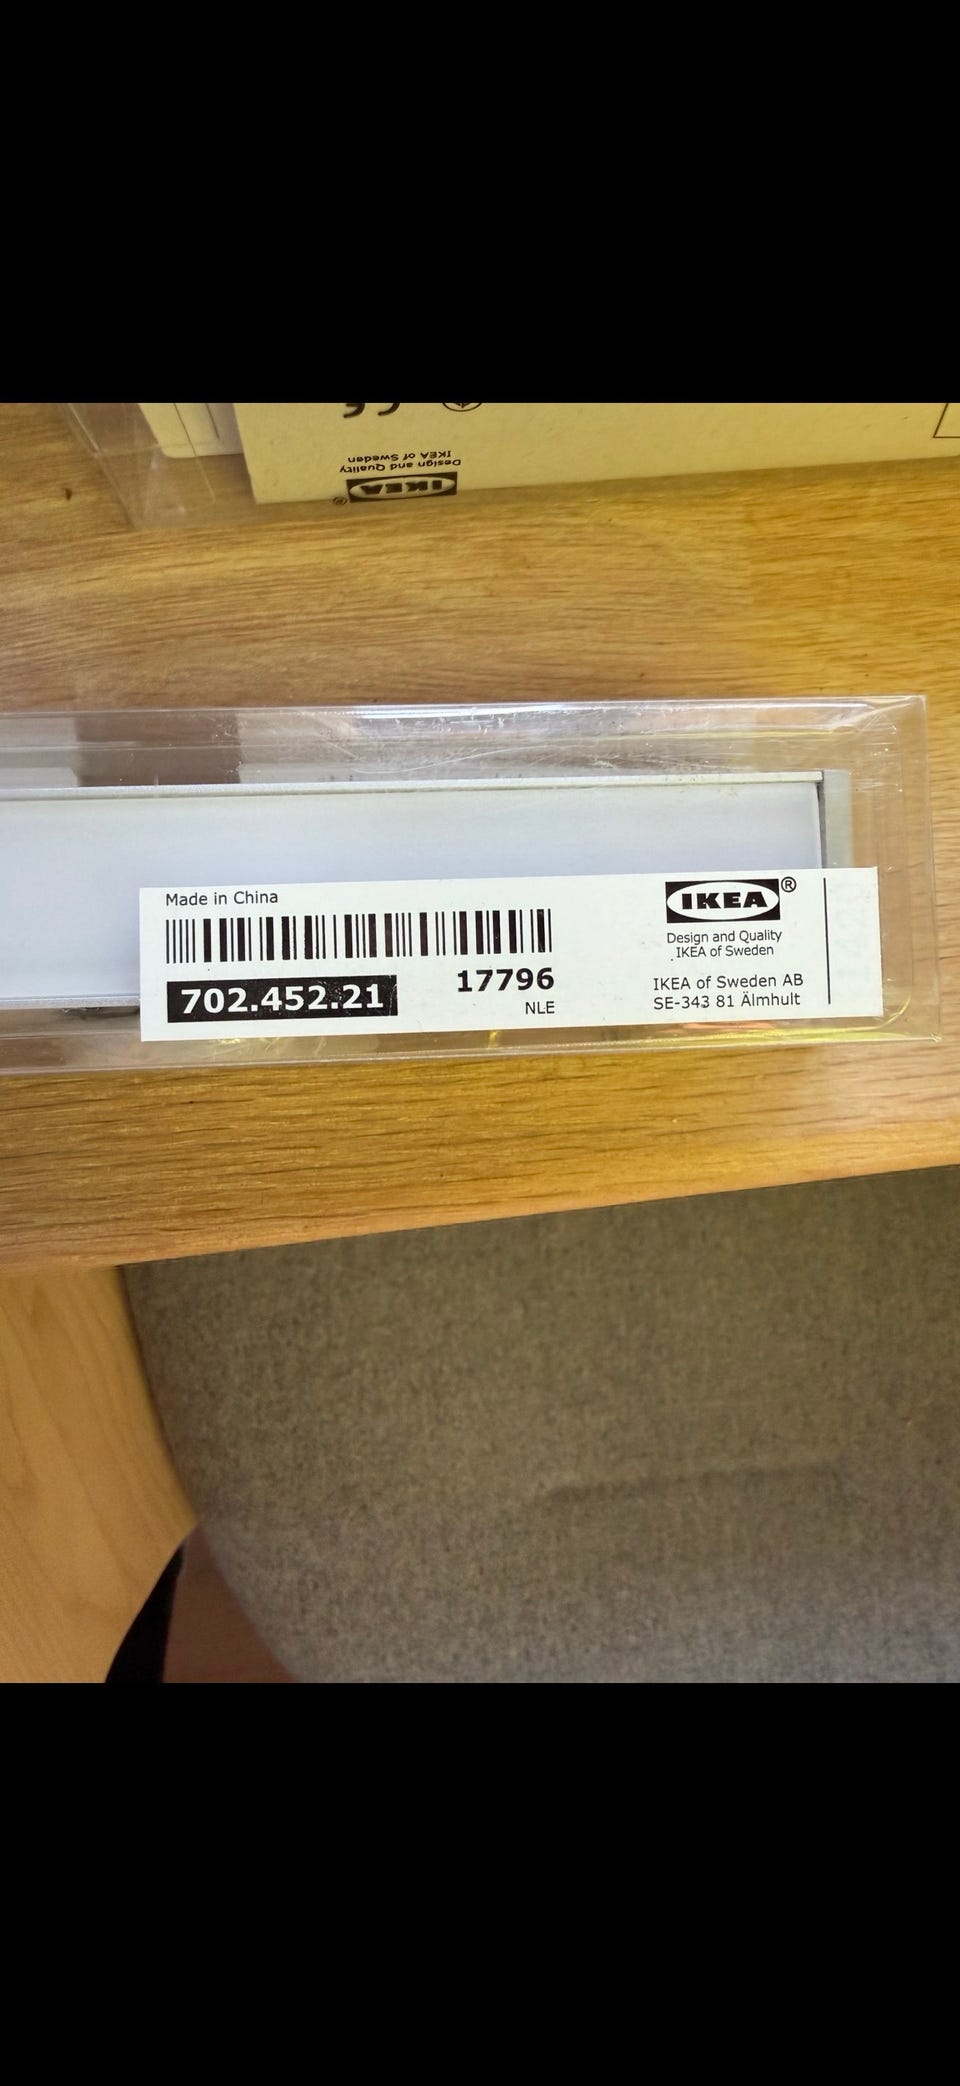 CE
IKEA of Sweden
Design and Quality
IKEA®
Made in China
IKEA®
Design and Quality
IKEA of Sweden
702.452.21
17796
NLE
IKEA of Sweden AB
SE-343 81 Älmhult